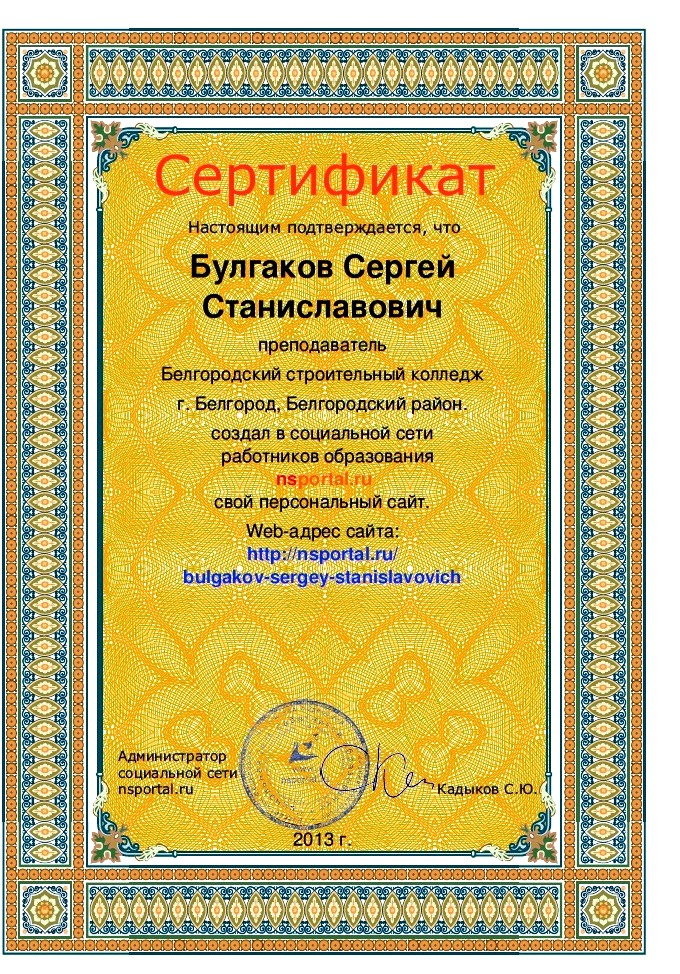 Сертификат
Настоящим подтверждается, что
Булгаков Сергей
Станиславович
преподаватель
Белгородский строительный колледж
г. Белгород, Белгородский район.
создал в социальной сети
работников образования
nsportal.ru
свой персональный сайт.
Web-адрес сайта:
http://nsportal.ru/
bulgakov-sergey-stanislavovich
Администратор
социальной сети
nsportal.ru
Кадыков С.Ю.
2013 г.